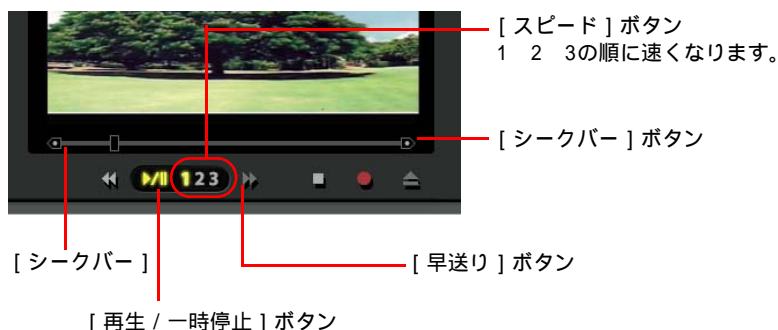 [ スピード ] ボタン
1 2 3の順に速くなります。
[ シークバー ] ボタン
1 2 3
[ シークバー ]
[ 早送り ] ボタン
[ 再生 / 一時停止 ] ボタン